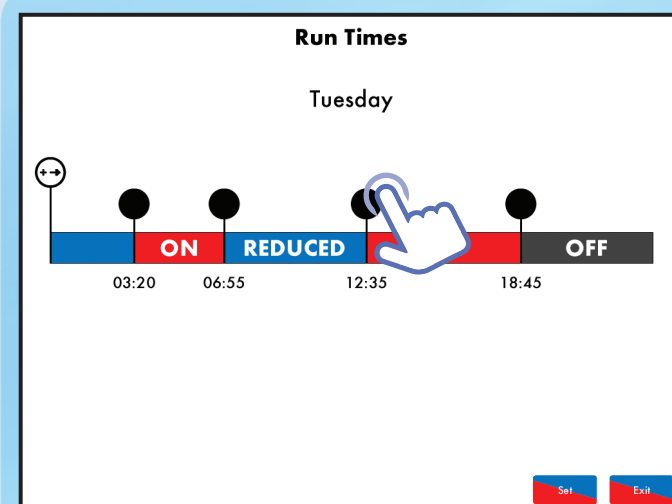 Run Times
Tuesday
ON REDUCED OFF
03:20 06:55 12:35 18:45
Set Exit